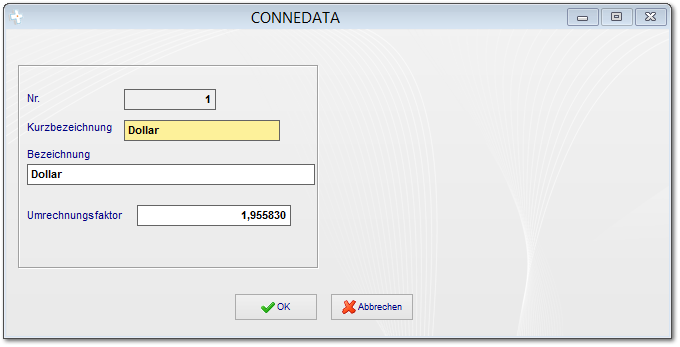 CONNEDATA
Nr. 1
Kurzbezeichnung Dollar
Bezeichnung
Dollar
Umrechnungsfaktor 1,955830
OK Abbrechen